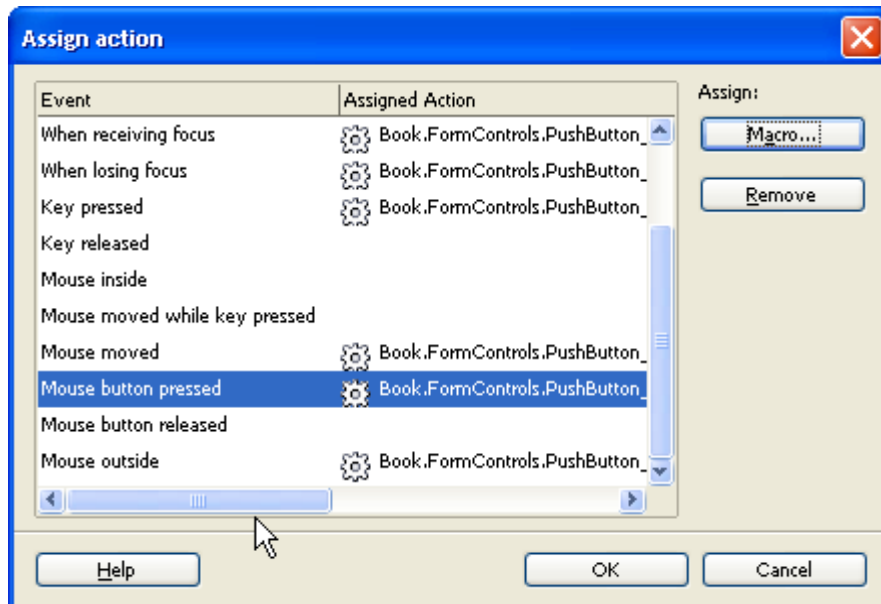 Assign action
Event Assigned Action
When receiving focus Book.FormControls.PushButton_
When losing focus Book.FormControls.PushButton_
Key pressed Book.FormControls.PushButton_
Key released
Mouse inside
Mouse moved while key pressed
Mouse moved Book.FormControls.PushButton_
Mouse button pressed Book.FormControls.PushButton_
Mouse button released
Mouse outside Book.FormControls.PushButton_
Assign:
Macro...
Remove
Help OK Cancel